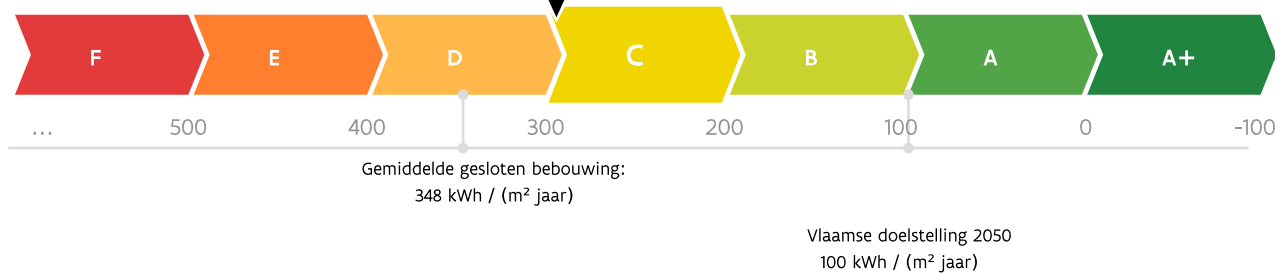 F E D C B A A+
... 500 400 300 200 100 0 -100
Gemiddelde gesloten bebouwing:
348 kWh / (m² jaar)
Vlaamse doelstelling 2050
100 kWh / (m² jaar)